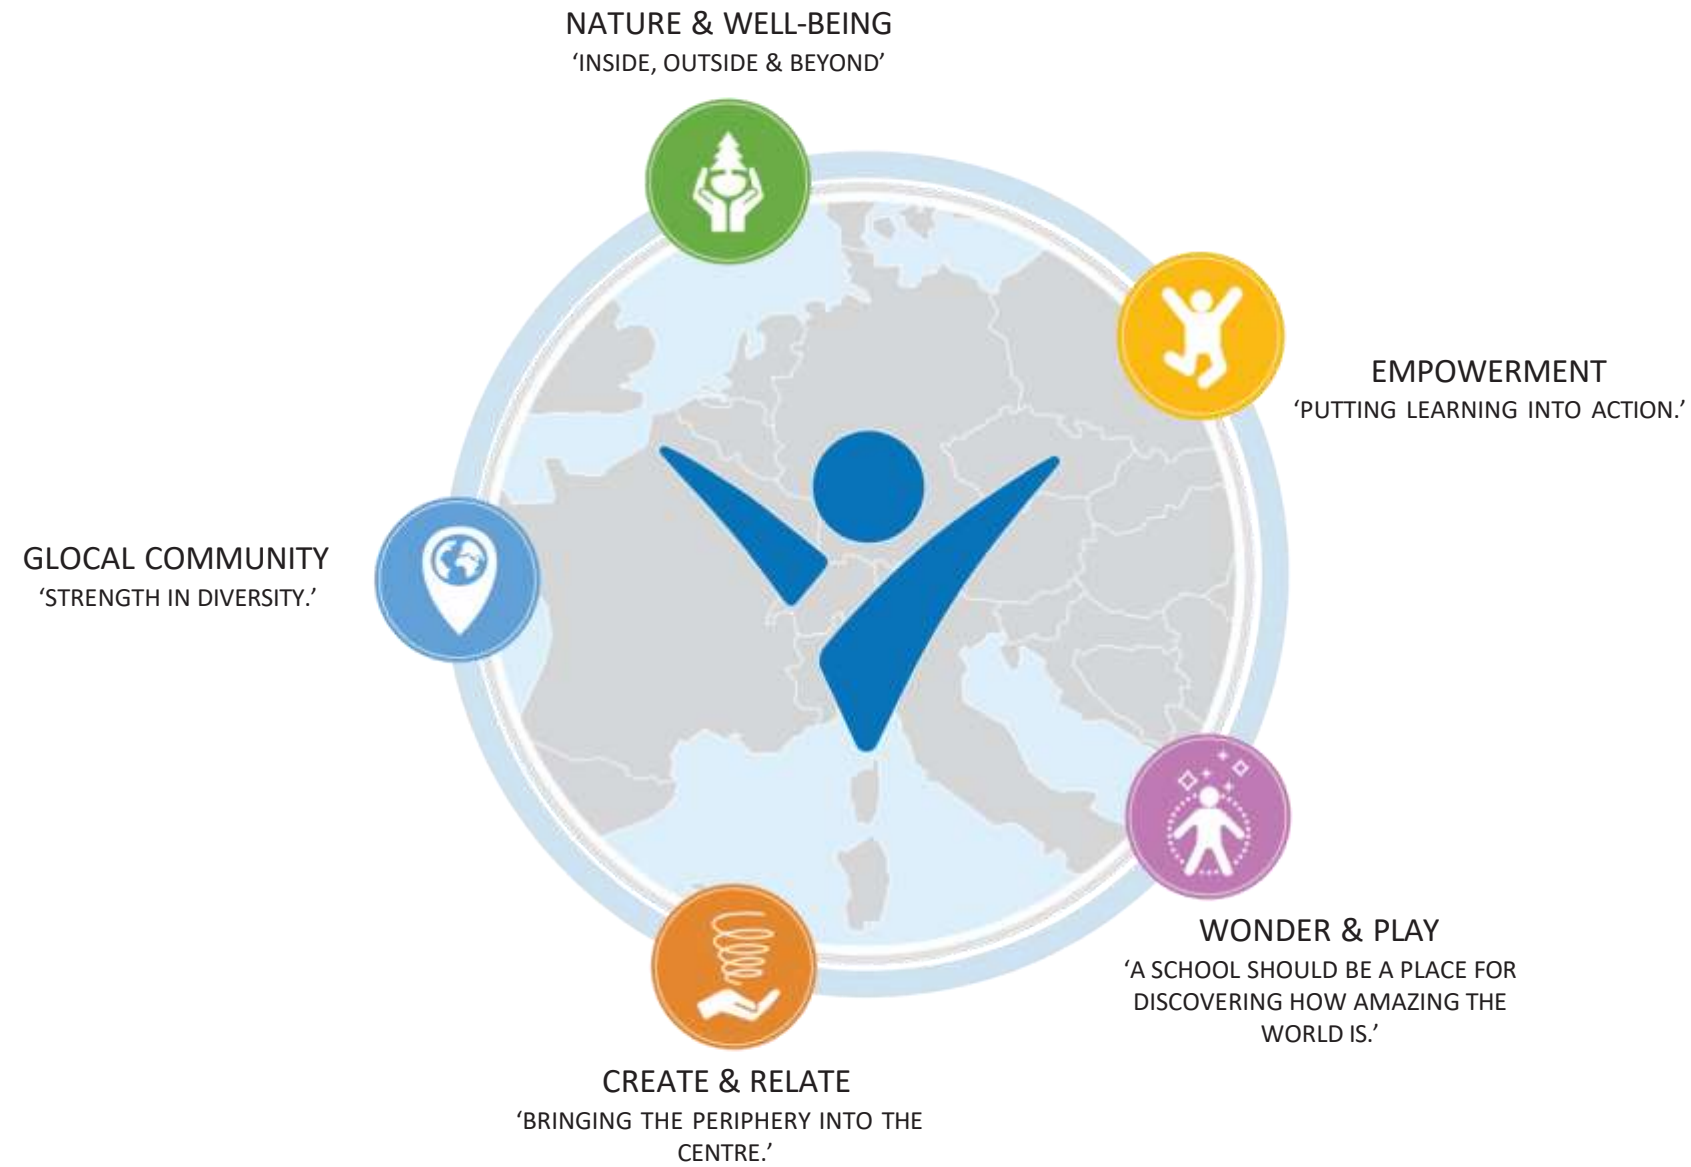 NATURE & WELL-BEING
‘INSIDE, OUTSIDE & BEYOND’
EMPOWERMENT
‘PUTTING LEARNING INTO ACTION.’
GLOCAL COMMUNITY
‘STRENGTH IN DIVERSITY.’
WONDER & PLAY
‘A SCHOOL SHOULD BE A PLACE FOR
DISCOVERING HOW AMAZING THE
WORLD IS.’
CREATE & RELATE
‘BRINGING THE PERIPHERY INTO THE
CENTRE.’